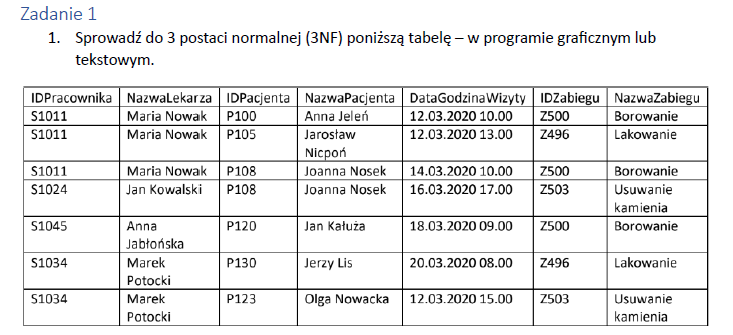 Zadanie 1
1. Sprowadź do 3 postaci normalnej (3NF) poniższą tabelę – w programie graficznym lub
tekstowym.
IDPracownika NazwaLekarza IDPacjenta NazwaPacjenta DataGodzinaWizyty IDZabiegu NazwaZabiegu
S1011 Maria Nowak P100 Anna Jeleń 12.03.2020 10.00 Z500 Borowanie
S1011 Maria Nowak P105 Jarosław 12.03.2020 13.00 Z496 Lakowanie
Nicpoń
S1011 Maria Nowak P108 Joanna Nosek 14.03.2020 10.00 Z500 Borowanie
S1024 Jan Kowalski P108 Joanna Nosek 16.03.2020 17.00 Z503 Usuwanie
kamienia
S1045 Anna P120 Jan Kałuża 18.03.2020 09.00 Z500 Borowanie
Jabłońska
S1034 Marek P130 Jerzy Lis 20.03.2020 08.00 Z496 Lakowanie
Potocki
S1034 Marek P123 Olga Nowacka 12.03.2020 15.00 Z503 Usuwanie
Potocki kamienia